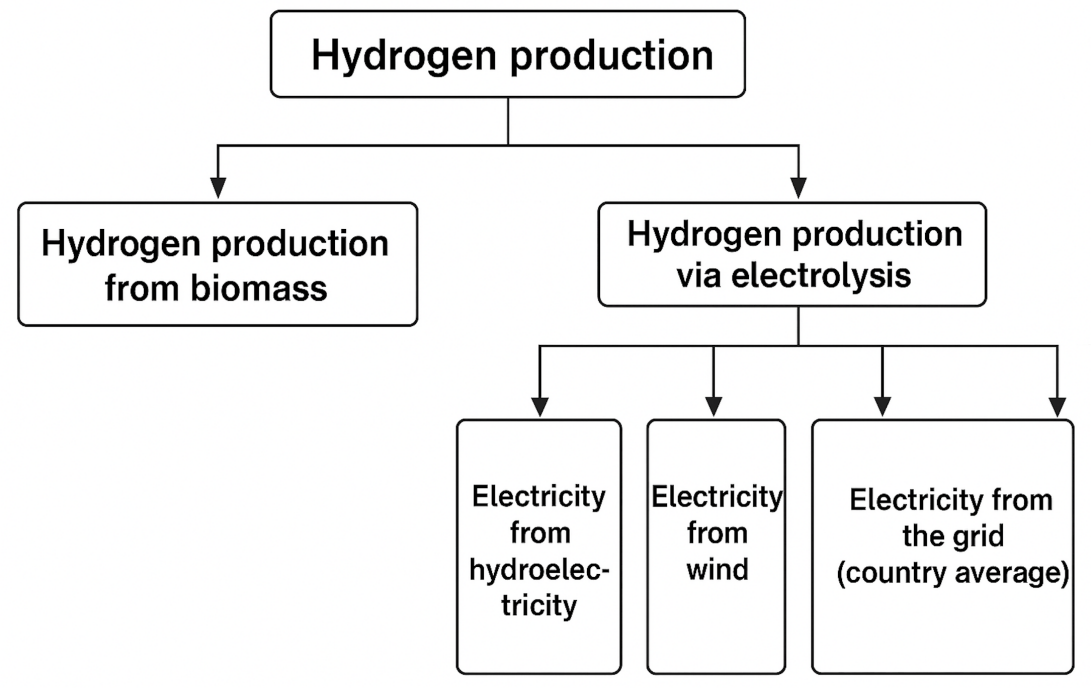 Hydrogen production
Hydrogen production
from biomass
Hydrogen production
via electrolysis
Electricity
from
hydroelec-
tricity
Electricity
from
wind
Electricity from
the grid
(country average)